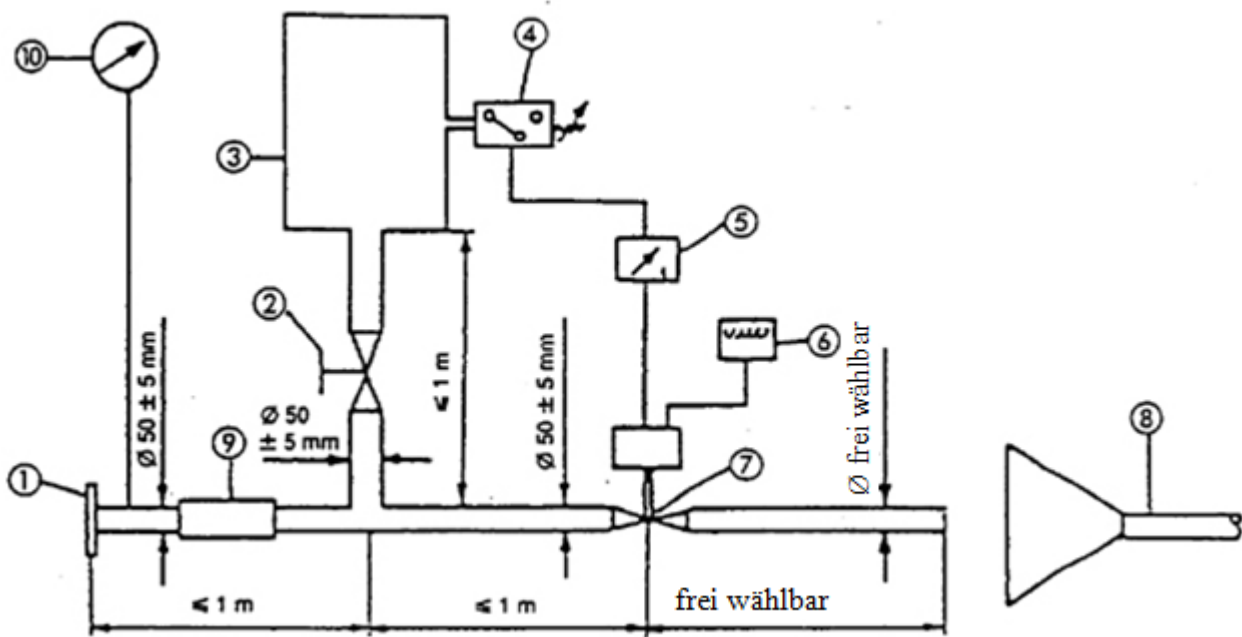 10
4
3
5
2
6
Ø 50 ± 5 mm
Ø 50
± 5 mm
≤ 1 m
Ø 50 ± 5 mm
Ø frei wählbar
9
1
7
8
≤ 1 m
≤ 1 m
frei wählbar